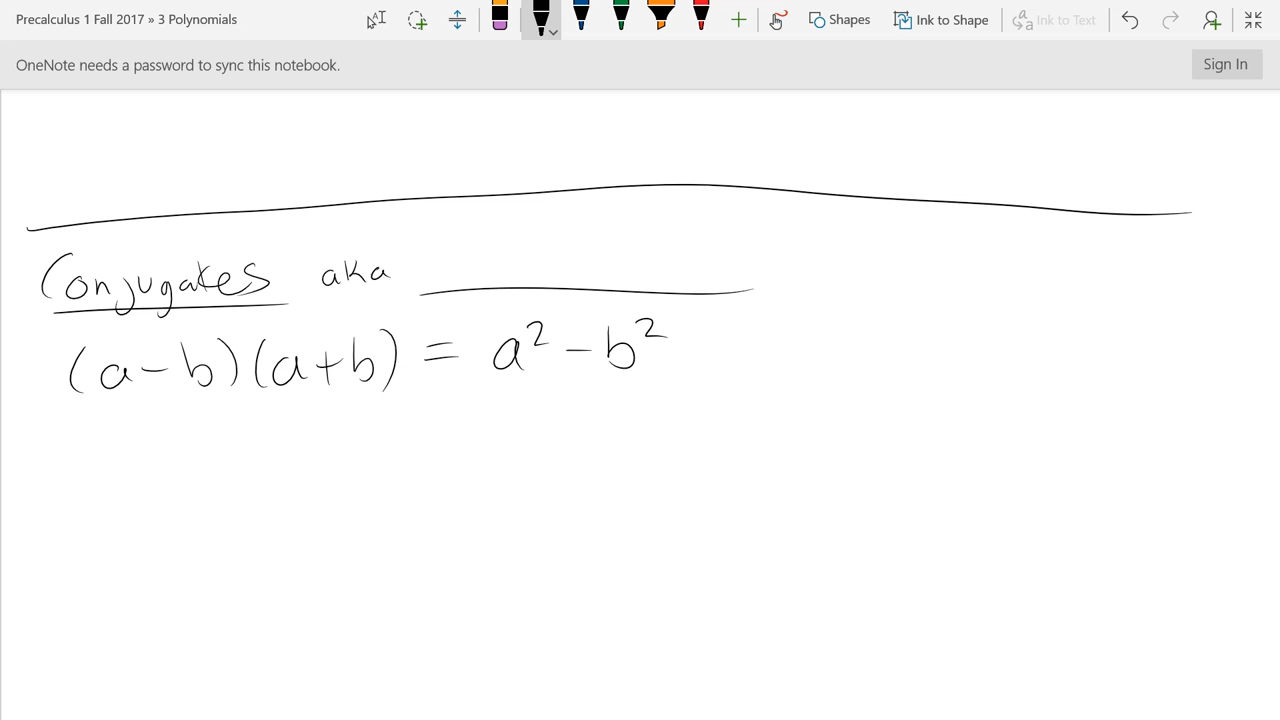 Precalculus 1 Fall 2017 » 3 Polynomials Shapes Ink to Shape Ink to Text
OneNote needs a password to sync this notebook. Sign In
Conjugates aka
(a-b)(a+b) = a² - b²